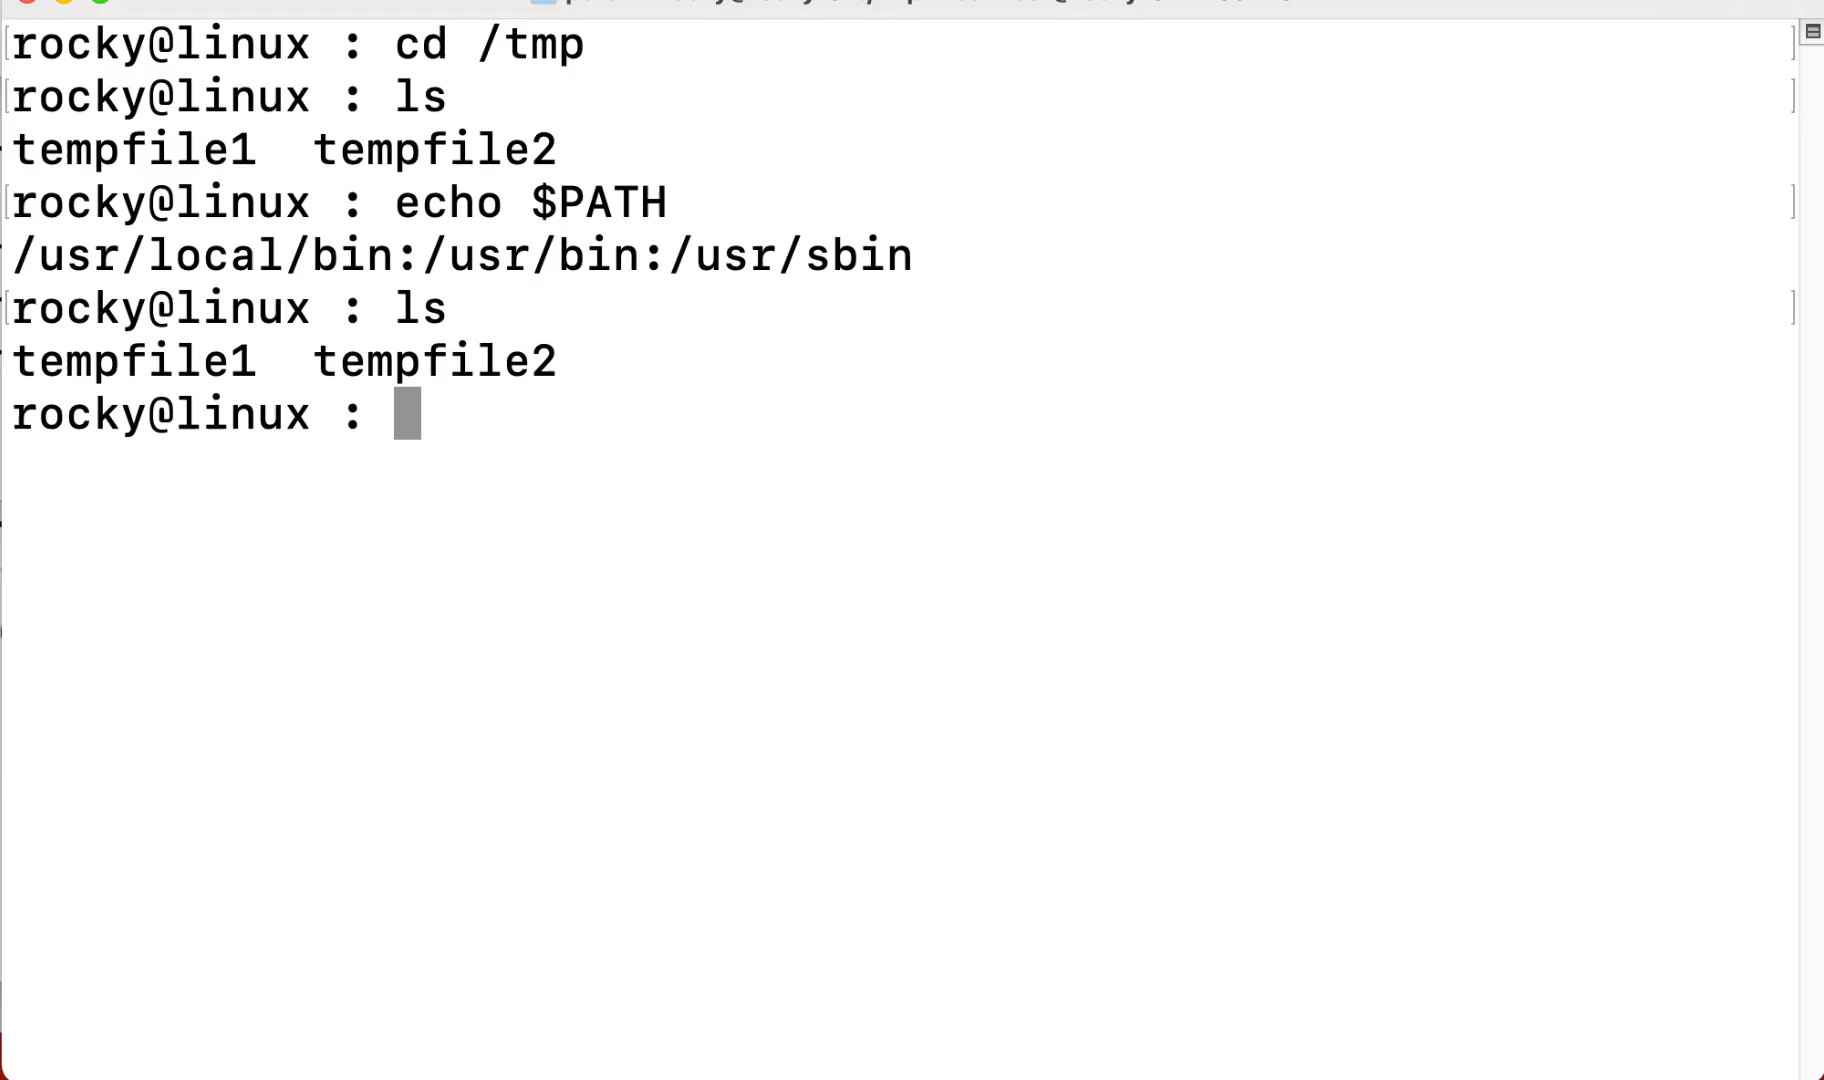 rocky@linux : cd /tmp
rocky@linux : ls
tempfile1  tempfile2
rocky@linux : echo $PATH
/usr/local/bin:/usr/bin:/usr/sbin
rocky@linux : ls
tempfile1  tempfile2
rocky@linux :